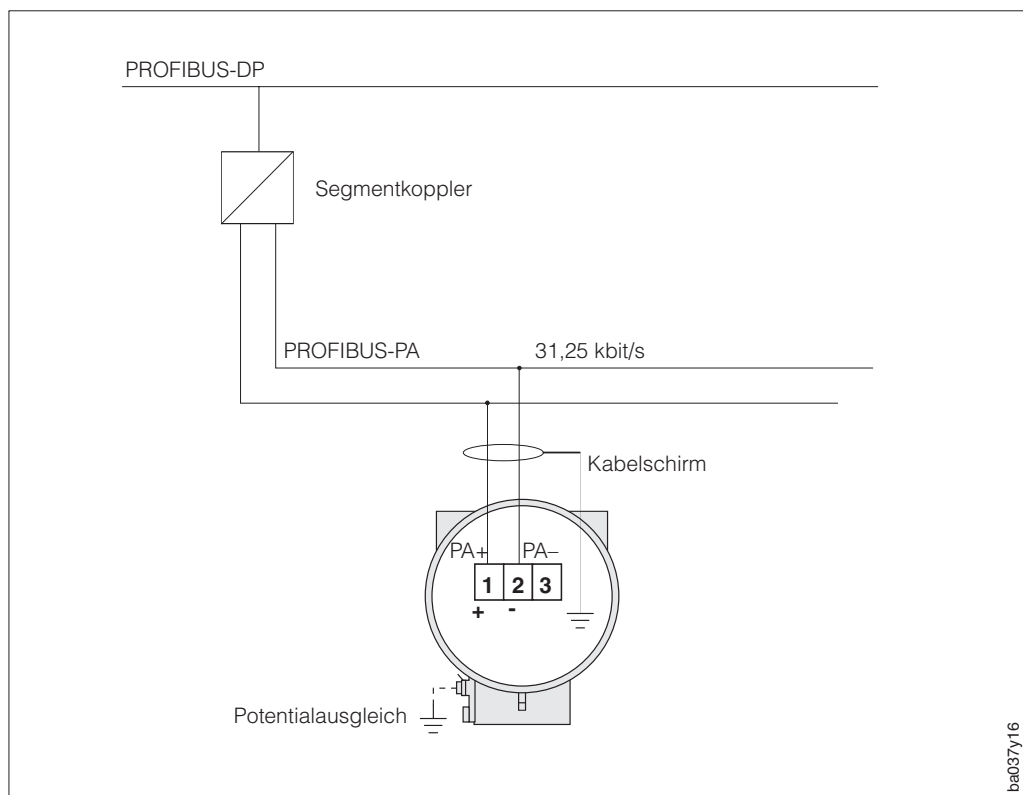 PROFIBUS-DP
Segmentkoppler
PROFIBUS-PA 31,25 kbit/s
Kabelschirm
PA+ PA–
1 2 3
+ -
Potentialausgleich
ba037y16